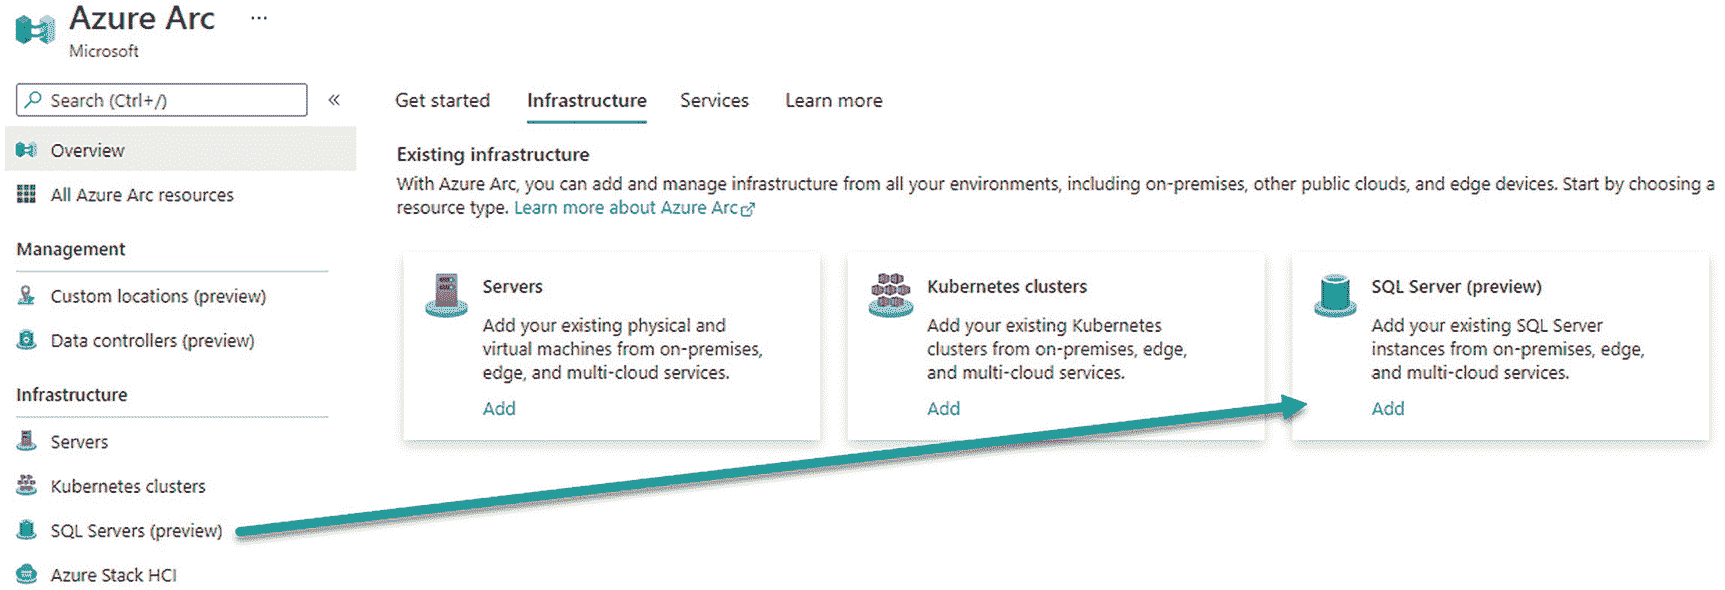 Azure Arc ...
Microsoft
Search (Ctrl+/)
«
Overview
All Azure Arc resources
Management
Custom locations (preview)
Data controllers (preview)
Infrastructure
Servers
Kubernetes clusters
SQL Servers (preview)
Azure Stack HCI
Get started
Infrastructure
Services
Learn more
Existing infrastructure
With Azure Arc, you can add and manage infrastructure from all your environments, including on-premises, other public clouds, and edge devices. Start by choosing a
resource type. Learn more about Azure Arc
Servers
Add your existing physical and
virtual machines from on-premises,
edge, and multi-cloud services.
Add
Kubernetes clusters
Add your existing Kubernetes
clusters from on-premises, edge,
and multi-cloud services.
Add
SQL Server (preview)
Add your existing SQL Server
instances from on-premises, edge,
and multi-cloud services.
Add